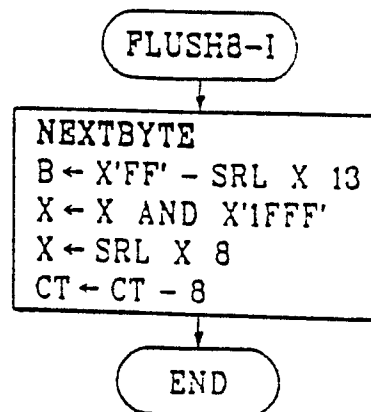 FLUSH8-I
NEXTBYTE
B ← X'FF' - SRL X 13
X ← X AND X'1FFF'
X ← SRL X 8
CT ← CT - 8
END